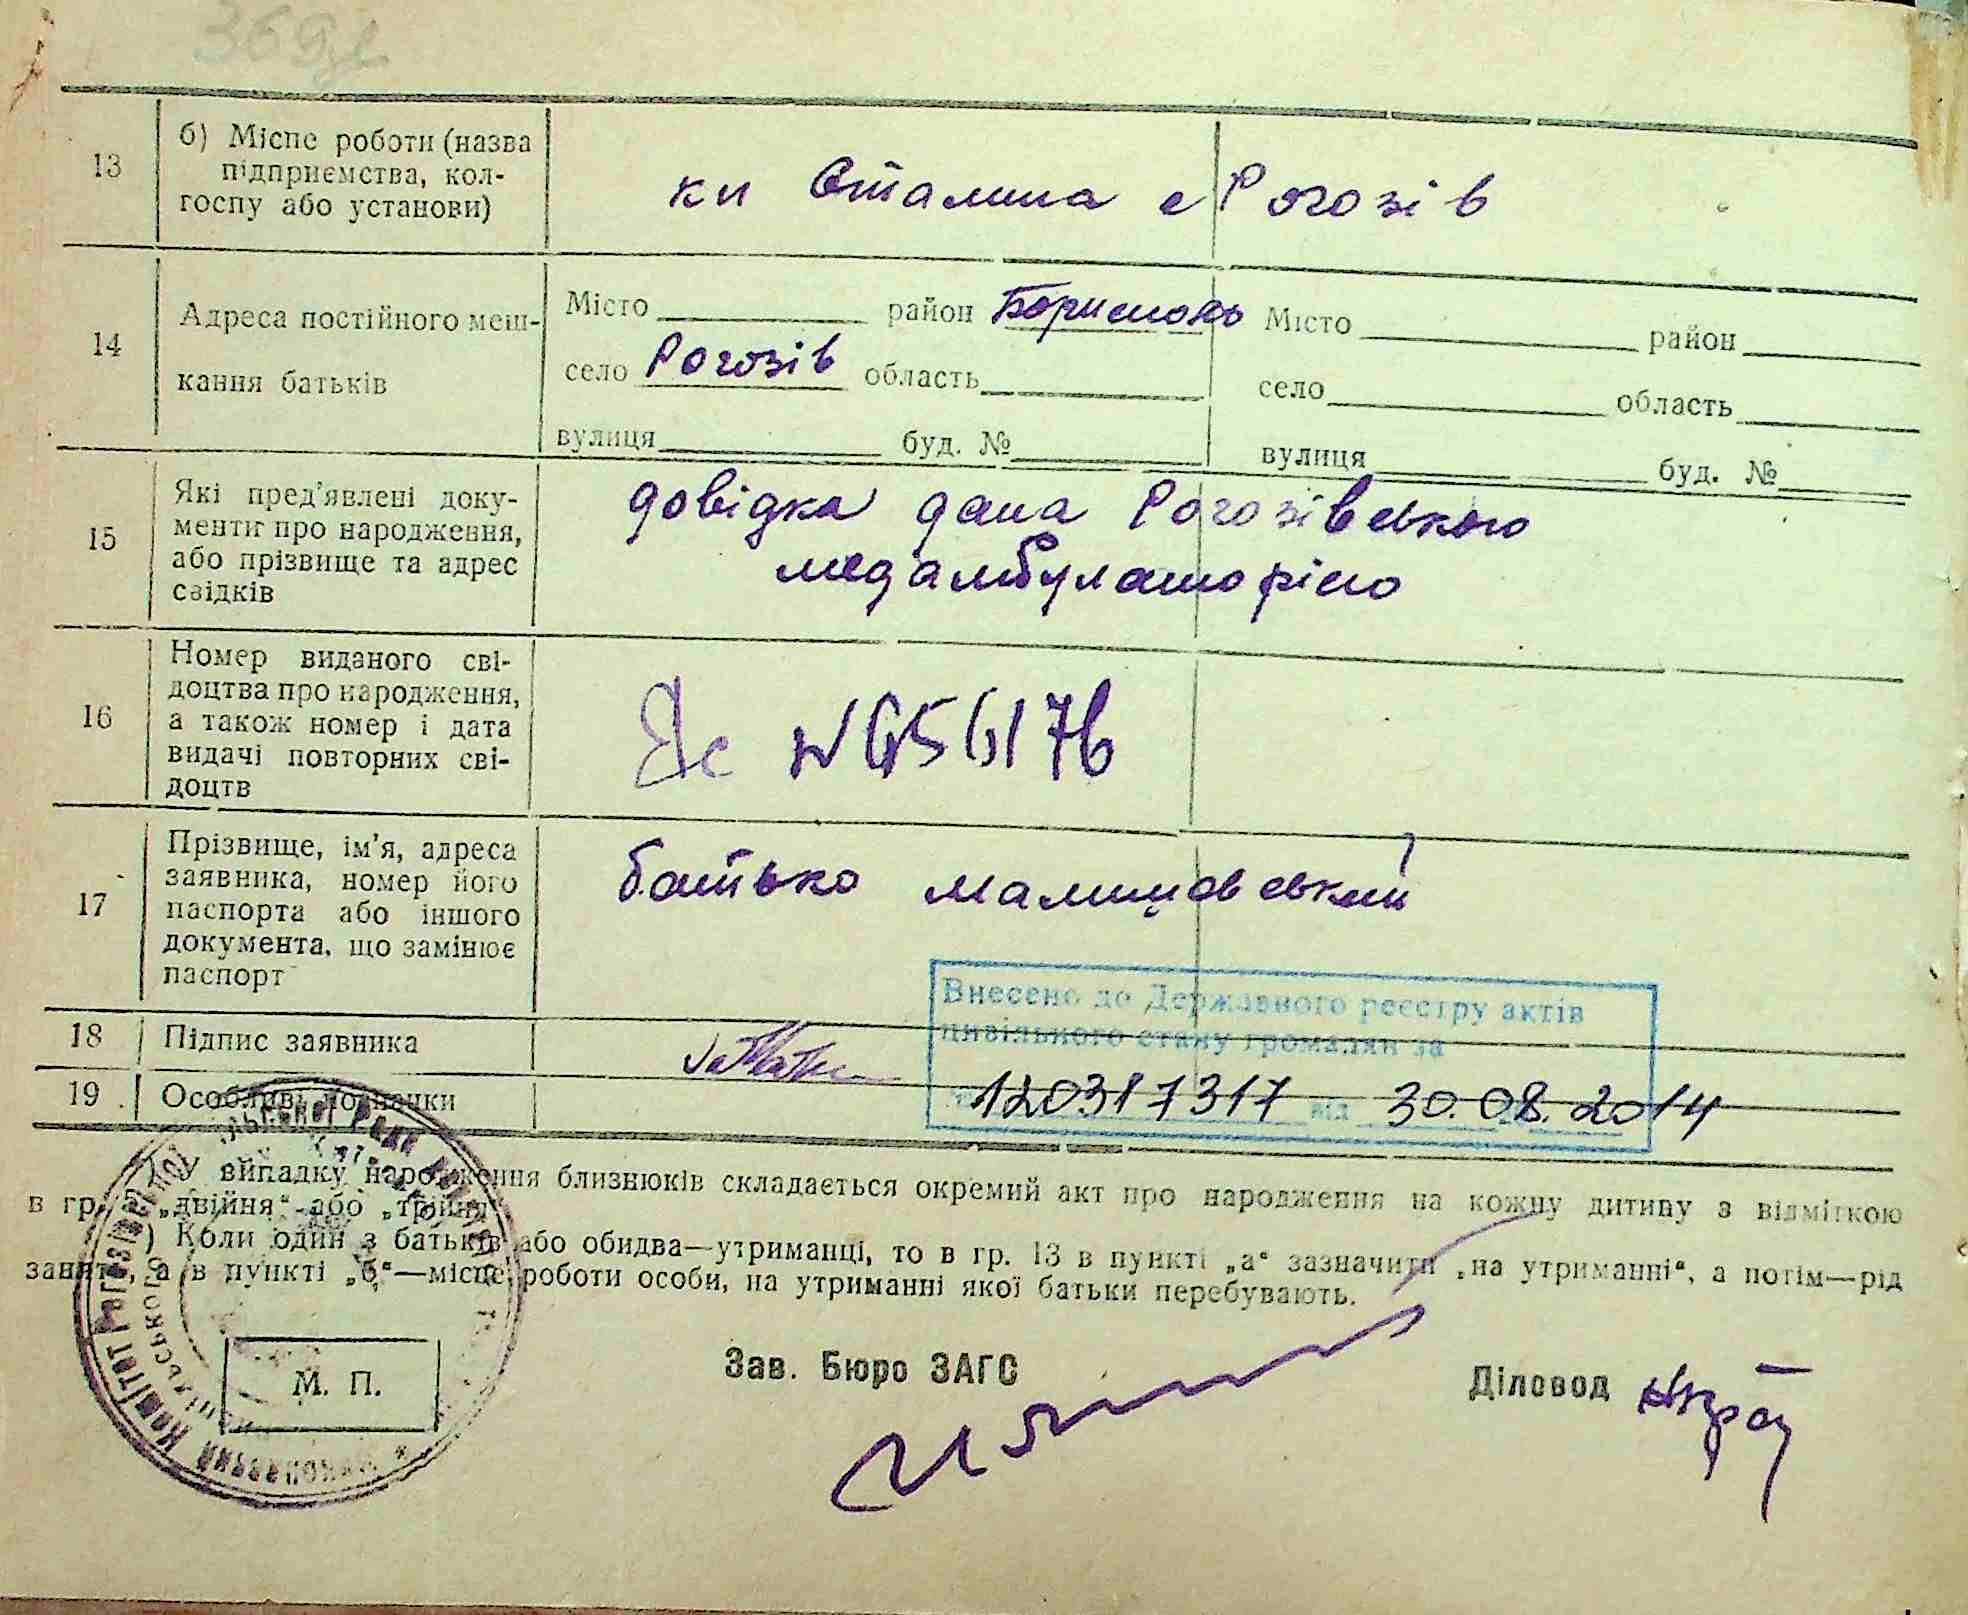 13
б) Місце роботи (назва
підприємства, кол-
госпу або установи)
кп Сталина с Рогозів
14
Адреса постійного меш-
кання батьків
Місто район Бориспокь Місто район
село Рогозів область село область
вулиця буд. № вулиця буд. №
15
Які пред'явлені доку-
менти про народження,
або прізвище та адрес
свідків
довідка дана Рогозівською
медамбулаторією
16
Номер виданого сві-
доцтва про народження,
а також номер і дата
видачі повторних сві-
доцтв
N 656176
17
Прізвище, ім'я, адреса
заявника, номер його
паспорта або іншого
документа, що замінює
паспорт
батько Малишовський
18 Підпис заявника
19 Особливі позначки
Внесено до Державного реєстру актів
цивільного стану громадян за
120317317 від 30.08.2014
У випадку народження близнюків складається окремий акт про народження на кожну дитину з відміткою
в гр. „двійня“ або „трійня“
) Коли один з батьків або обидва—утриманці, то в гр. 13 в пункті „а“ зазначити „на утриманні“, а потім—рід
занять, а в пункті „б“—місце роботи особи, на утриманні якої батьки перебувають.
М. П.
Зав. Бюро ЗАГС
Діловод